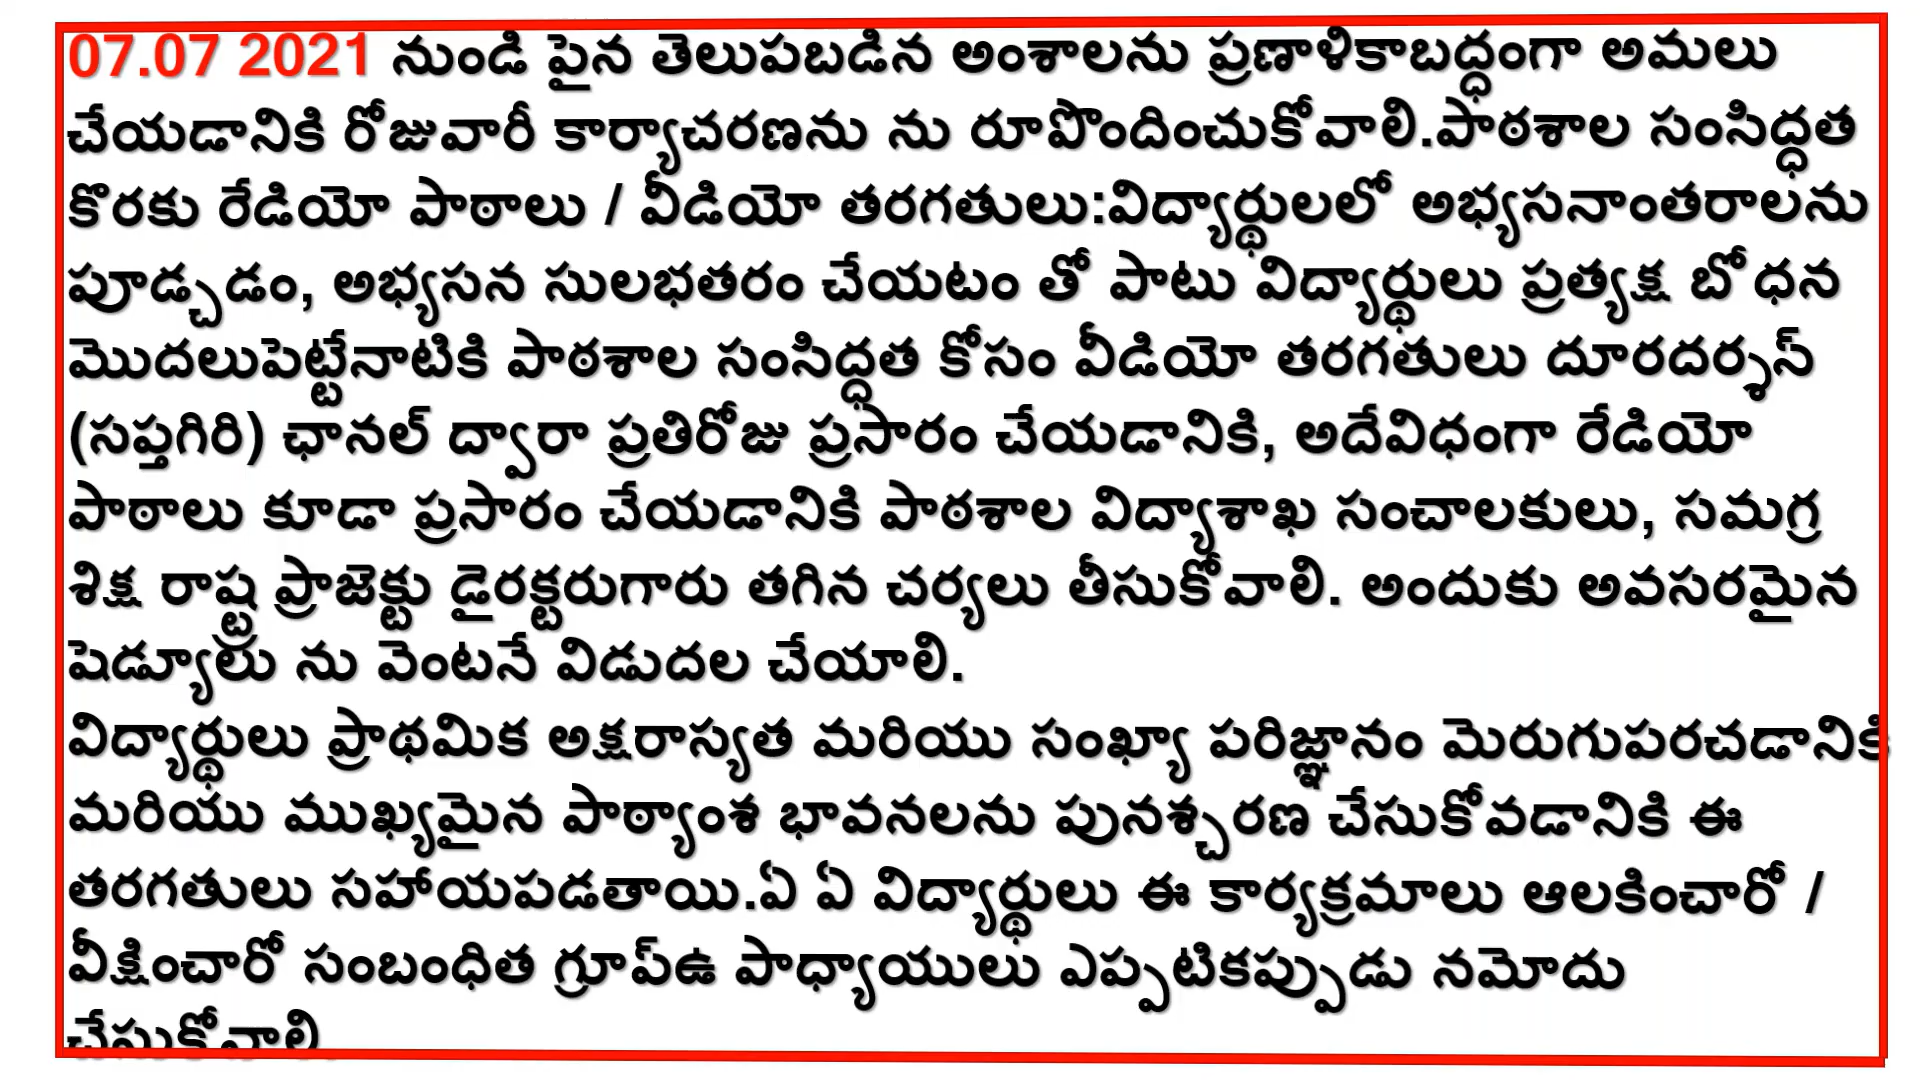 07.07 2021 నుండి పైన తెలుపబడిన అంశాలను ప్రణాళికాబద్ధంగా అమలు
చేయడానికి రోజువారీ కార్యాచరణను ను రూపొందించుకోవాలి.పాఠశాల సంసిద్ధత
కొరకు రేడియో పాఠాలు / వీడియో తరగతులు:విద్యార్థులలో అభ్యసనాంతరాలను
పూడ్చడం, అభ్యసన సులభతరం చేయటం తో పాటు విద్యార్థులు ప్రత్యక్ష బోధన
మొదలుపెట్టేనాటికి పాఠశాల సంసిద్ధత కోసం వీడియో తరగతులు దూరదర్శన్
(సప్తగిరి) ఛానల్ ద్వారా ప్రతిరోజు ప్రసారం చేయడానికి, అదేవిధంగా రేడియో
పాఠాలు కూడా ప్రసారం చేయడానికి పాఠశాల విద్యాశాఖ సంచాలకులు, సమగ్ర
శిక్ష రాష్ట్ర ప్రాజెక్టు డైరక్టరుగారు తగిన చర్యలు తీసుకోవాలి. అందుకు అవసరమైన
షెడ్యూలు ను వెంటనే విడుదల చేయాలి.
విద్యార్థులు ప్రాథమిక అక్షరాస్యత మరియు సంఖ్యా పరిజ్ఞానం మెరుగుపరచడానికి
మరియు ముఖ్యమైన పాఠ్యాంశ భావనలను పునశ్చరణ చేసుకోవడానికి ఈ
తరగతులు సహాయపడతాయి.ఏ ఏ విద్యార్థులు ఈ కార్యక్రమాలు ఆలకించారో /
వీక్షించారో సంబంధిత గ్రూప్ఉ పాధ్యాయులు ఎప్పటికప్పుడు నమోదు
చేసుకోవాలి